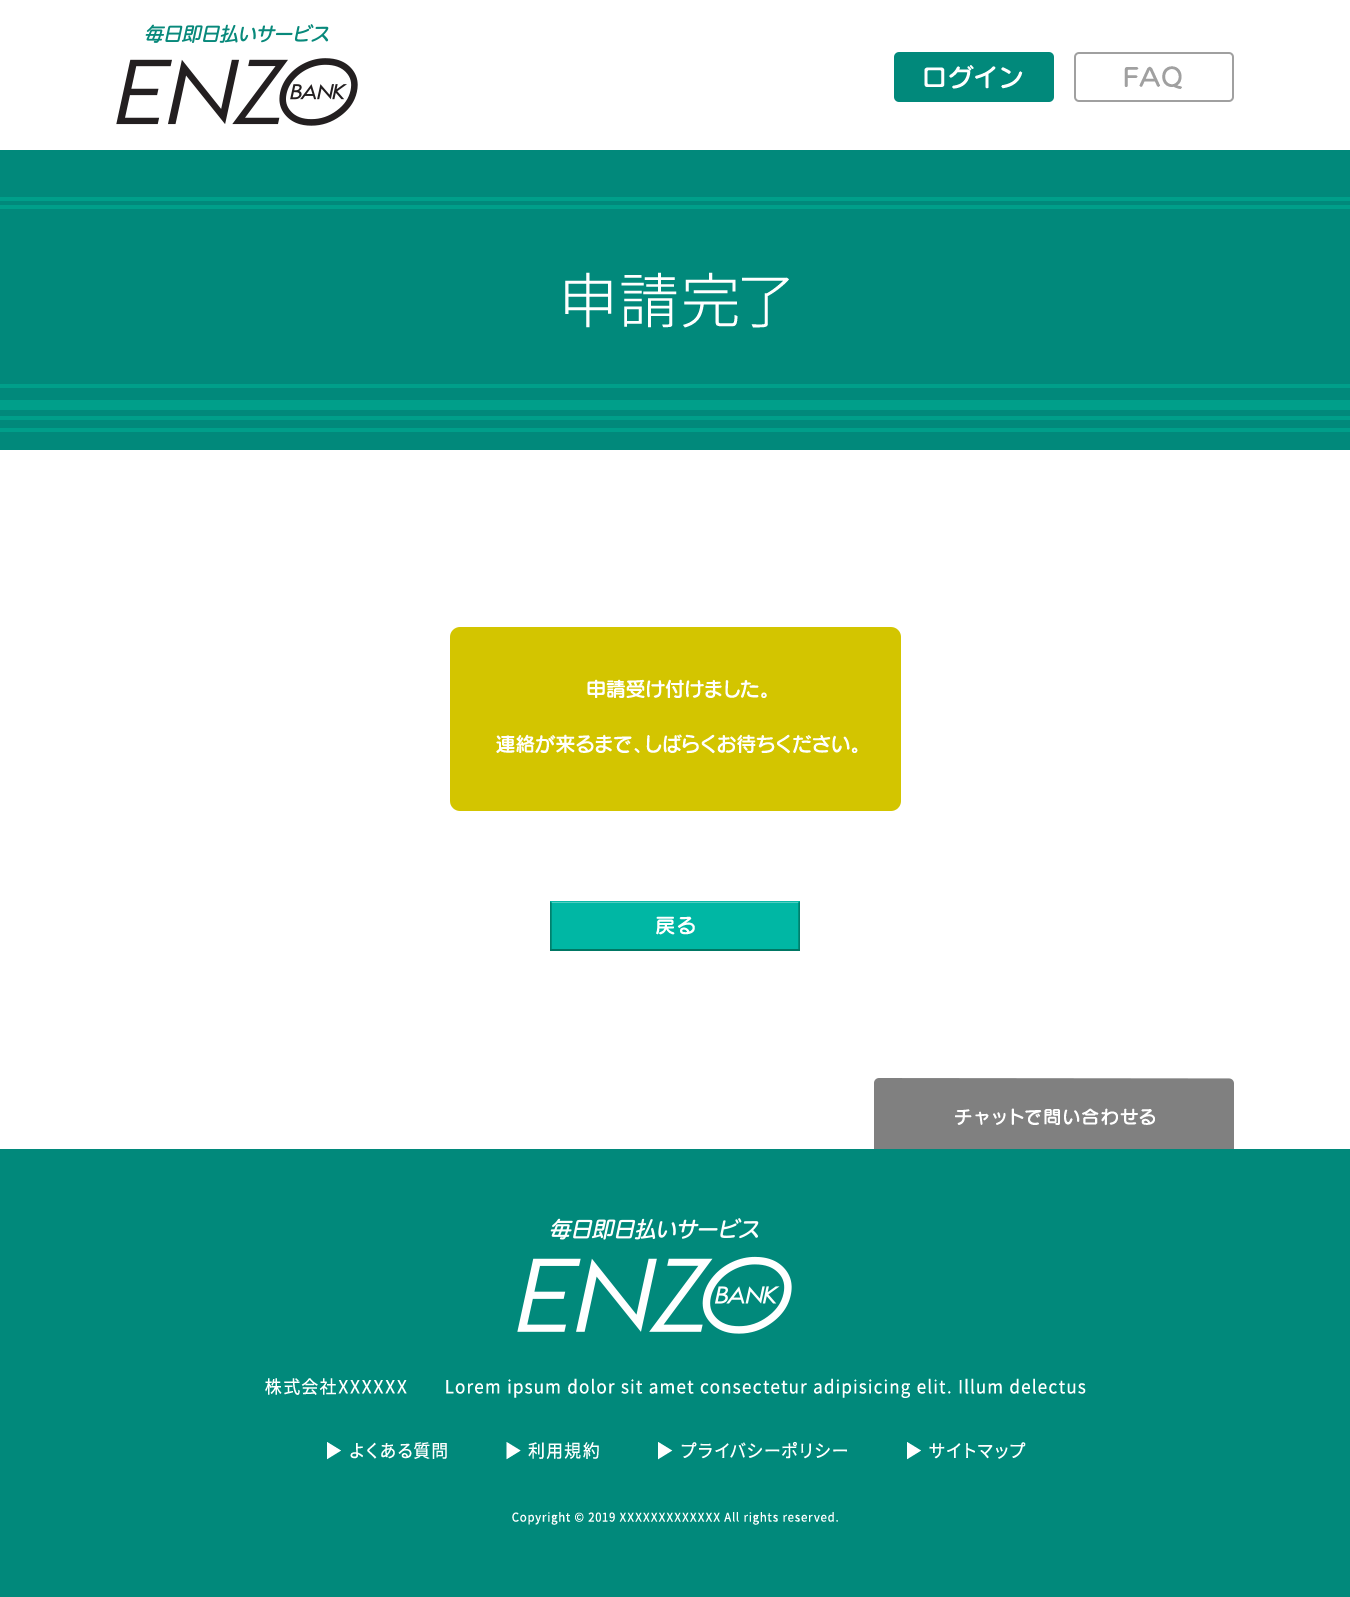 毎日即日払いサービス
ENZO BANK
ログイン
FAQ
申請完了
申請受け付けました。
連絡が来るまで、しばらくお待ちください。
戻る
チャットで問い合わせる
毎日即日払いサービス
ENZO BANK
株式会社XXXXXX Lorem ipsum dolor sit amet consectetur adipisicing elit. Illum delectus
▶ よくある質問 ▶ 利用規約 ▶ プライバシーポリシー ▶ サイトマップ
Copyright © 2019 XXXXXXXXXXXXX All rights reserved.